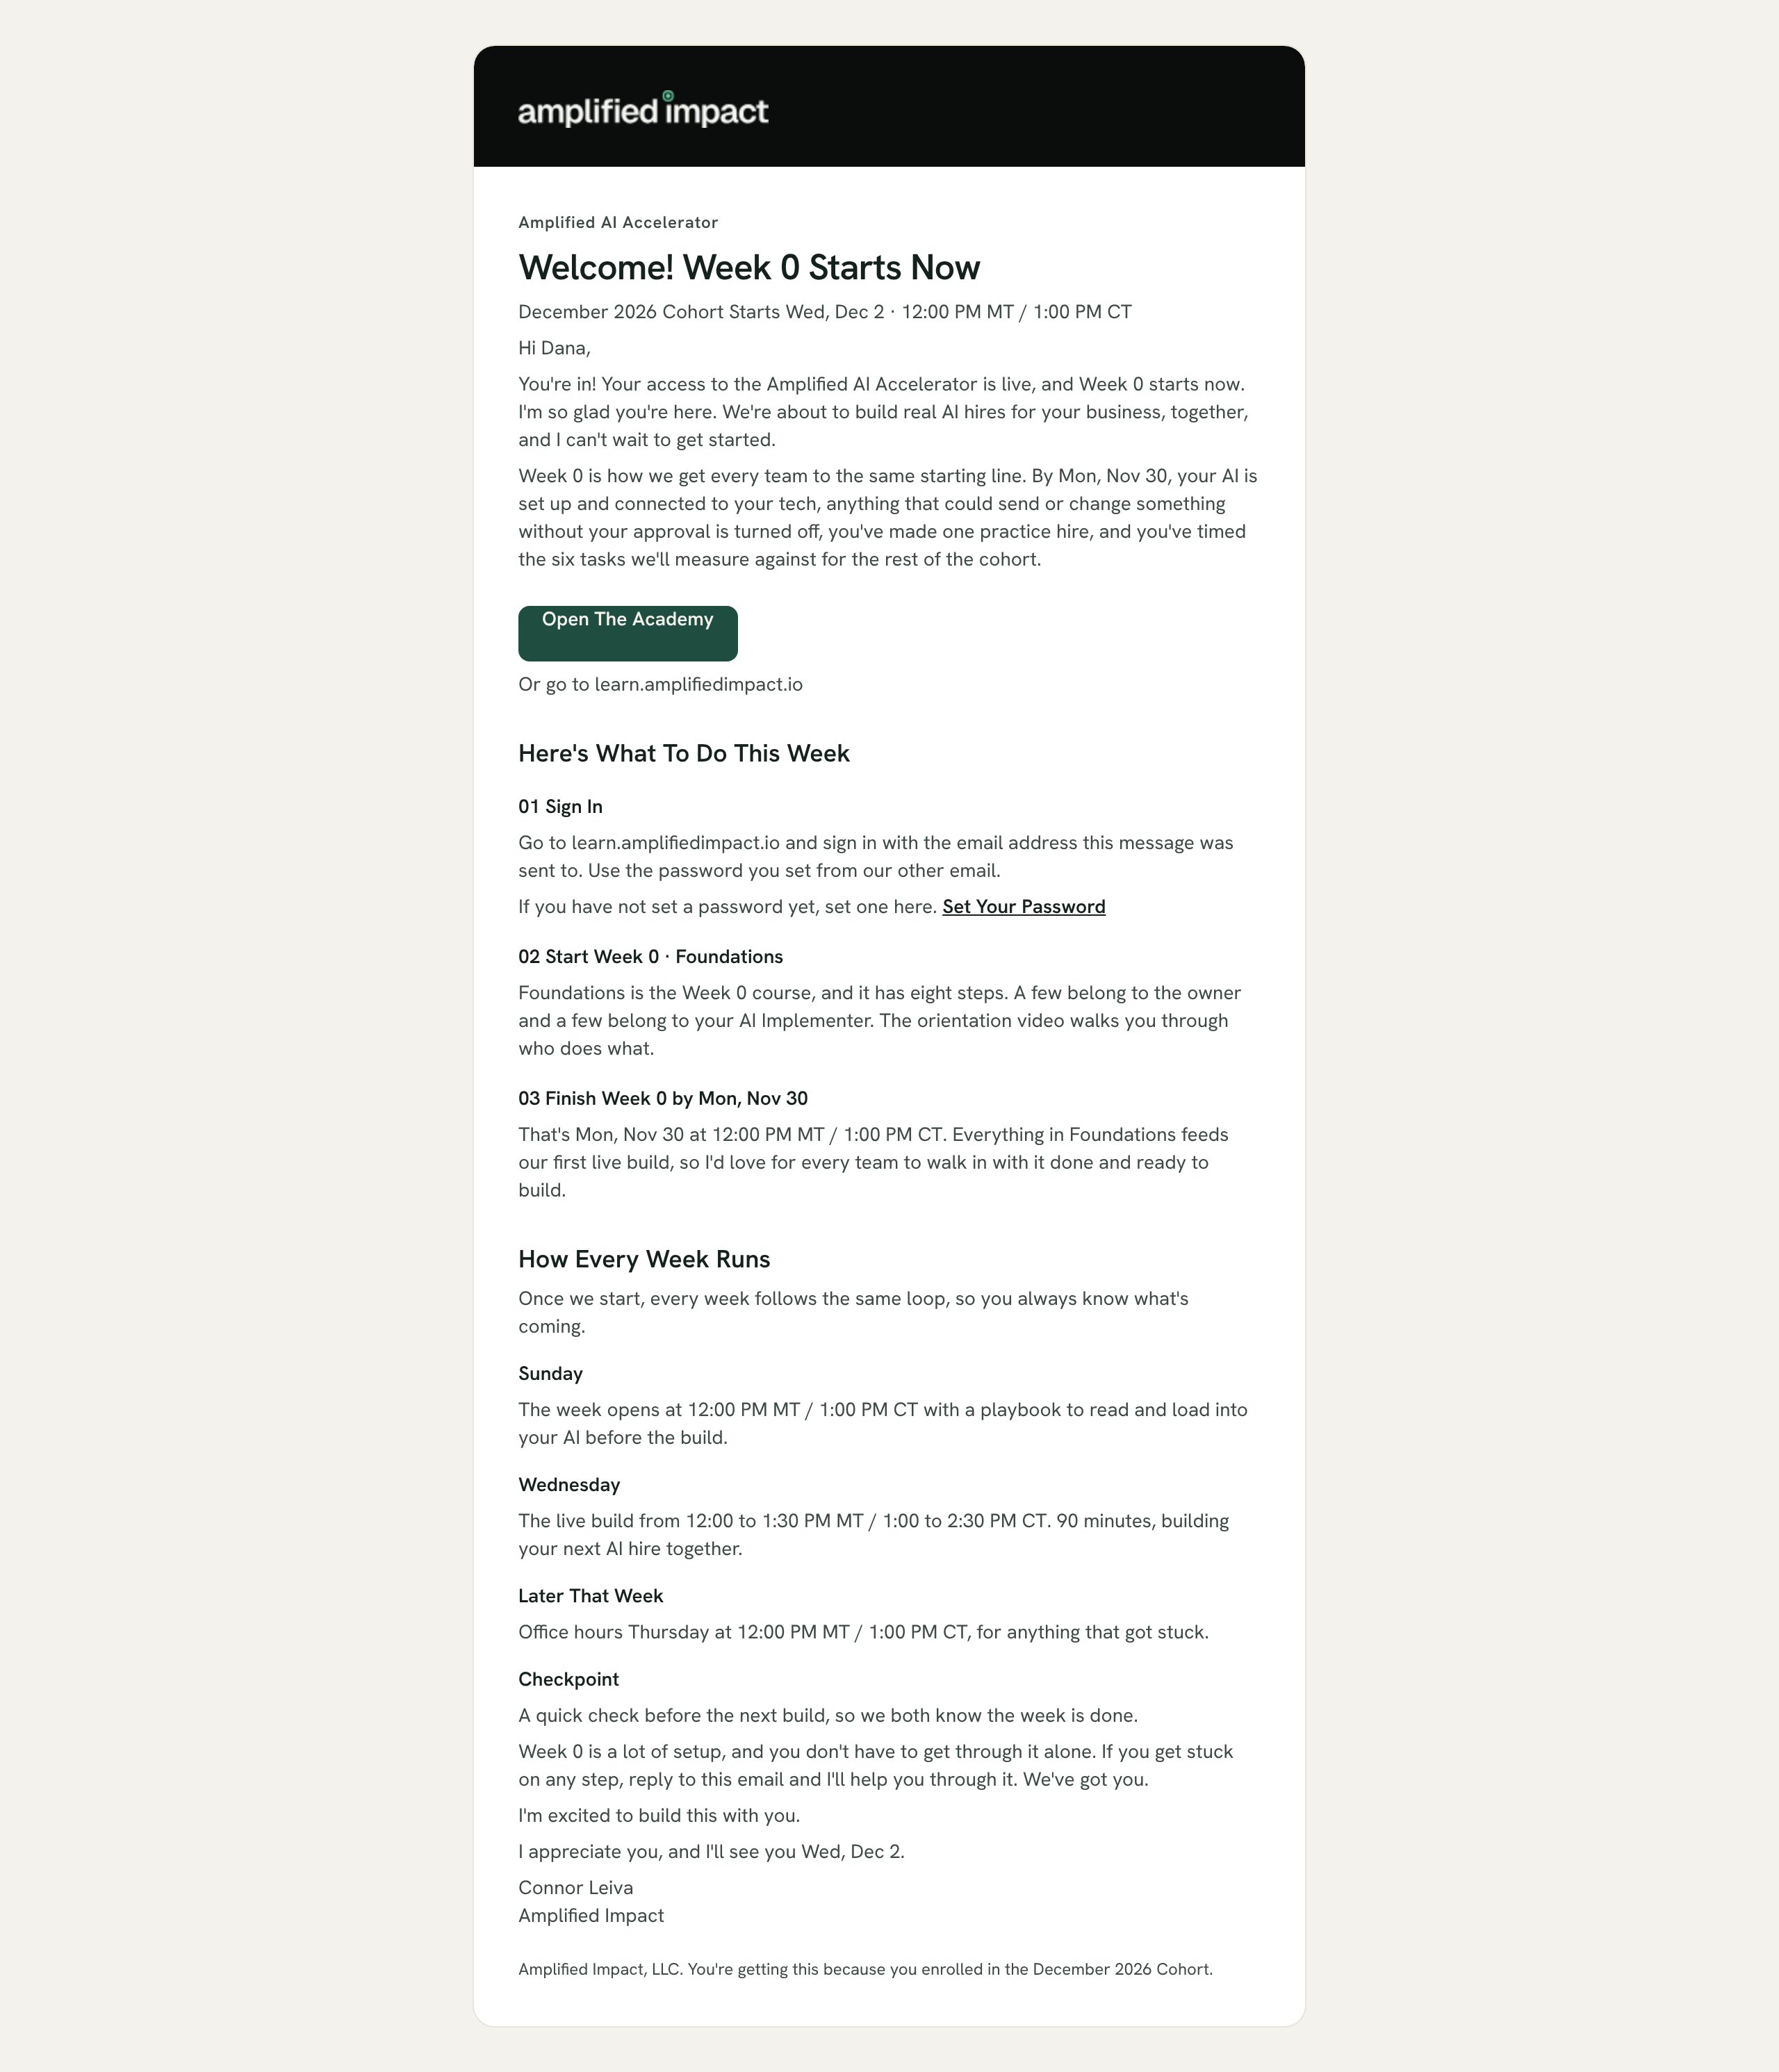 amplified impact
Amplified AI Accelerator
Welcome! Week 0 Starts Now
December 2026 Cohort Starts Wed, Dec 2 · 12:00 PM MT / 1:00 PM CT
Hi Dana,
You're in! Your access to the Amplified AI Accelerator is live, and Week 0 starts now.
I'm so glad you're here. We're about to build real AI hires for your business, together,
and I can't wait to get started.
Week 0 is how we get every team to the same starting line. By Mon, Nov 30, your AI is
set up and connected to your tech, anything that could send or change something
without your approval is turned off, you've made one practice hire, and you've timed
the six tasks we'll measure against for the rest of the cohort.
Open The Academy
Or go to learn.amplifiedimpact.io
Here's What To Do This Week
01 Sign In
Go to learn.amplifiedimpact.io and sign in with the email address this message was
sent to. Use the password you set from our other email.
If you have not set a password yet, set one here. Set Your Password
02 Start Week 0 · Foundations
Foundations is the Week 0 course, and it has eight steps. A few belong to the owner
and a few belong to your AI Implementer. The orientation video walks you through
who does what.
03 Finish Week 0 by Mon, Nov 30
That's Mon, Nov 30 at 12:00 PM MT / 1:00 PM CT. Everything in Foundations feeds
our first live build, so I'd love for every team to walk in with it done and ready to
build.
How Every Week Runs
Once we start, every week follows the same loop, so you always know what's
coming.
Sunday
The week opens at 12:00 PM MT / 1:00 PM CT with a playbook to read and load into
your AI before the build.
Wednesday
The live build from 12:00 to 1:30 PM MT / 1:00 to 2:30 PM CT. 90 minutes, building
your next AI hire together.
Later That Week
Office hours Thursday at 12:00 PM MT / 1:00 PM CT, for anything that got stuck.
Checkpoint
A quick check before the next build, so we both know the week is done.
Week 0 is a lot of setup, and you don't have to get through it alone. If you get stuck
on any step, reply to this email and I'll help you through it. We've got you.
I'm excited to build this with you.
I appreciate you, and I'll see you Wed, Dec 2.
Connor Leiva
Amplified Impact
Amplified Impact, LLC. You're getting this because you enrolled in the December 2026 Cohort.